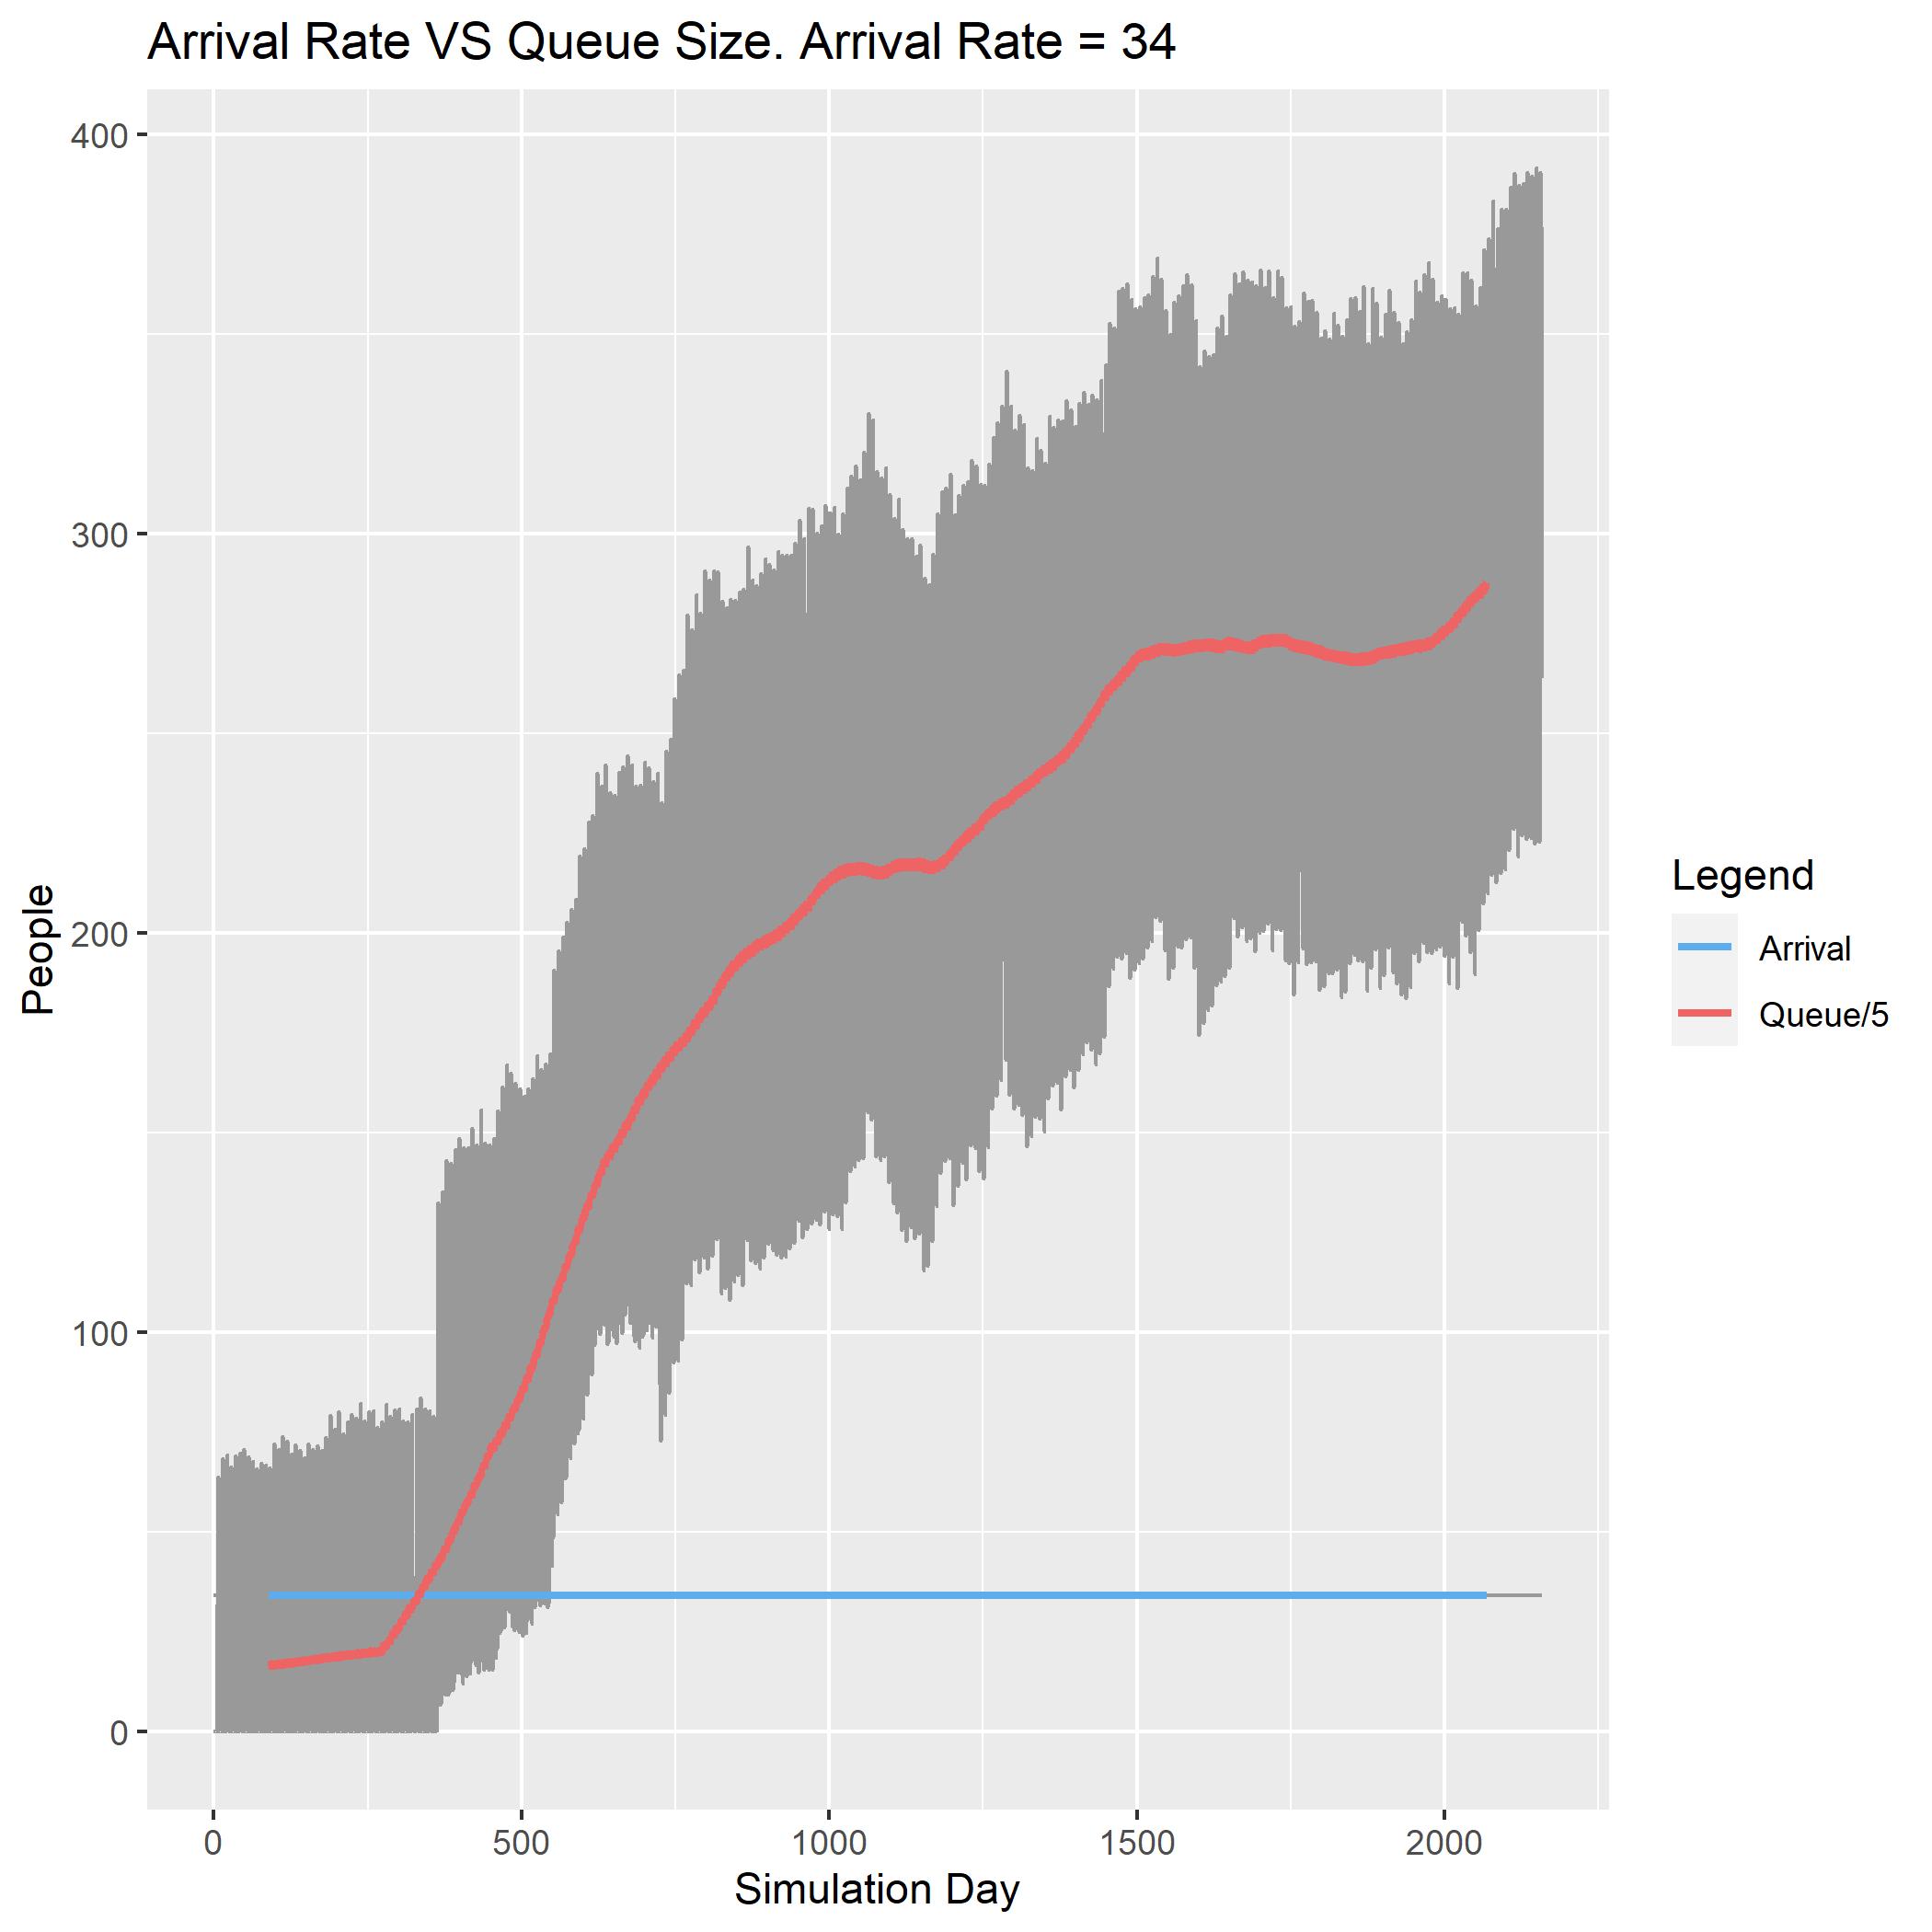 Arrival Rate VS Queue Size. Arrival Rate = 34
400
300
200
100
0
People
0 500 1000 1500 2000
Simulation Day
Legend
Arrival
Queue/5